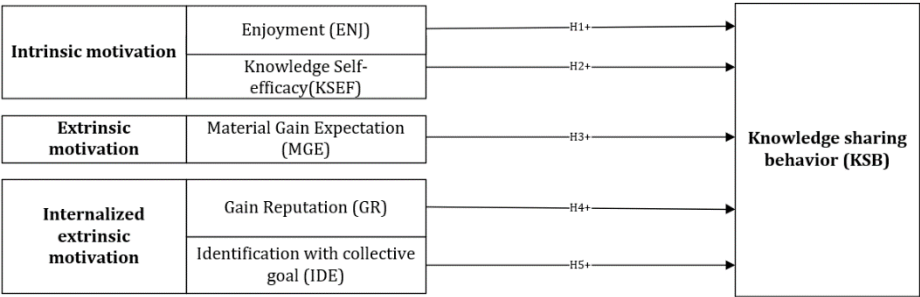 Intrinsic motivation
Enjoyment (ENJ)
H1+
Knowledge Self-
efficacy(KSEF)
H2+
Extrinsic
motivation
Material Gain Expectation
(MGE)
H3+
Knowledge sharing
behavior (KSB)
Internalized
extrinsic
motivation
Gain Reputation (GR)
H4+
Identification with collective
goal (IDE)
H5+